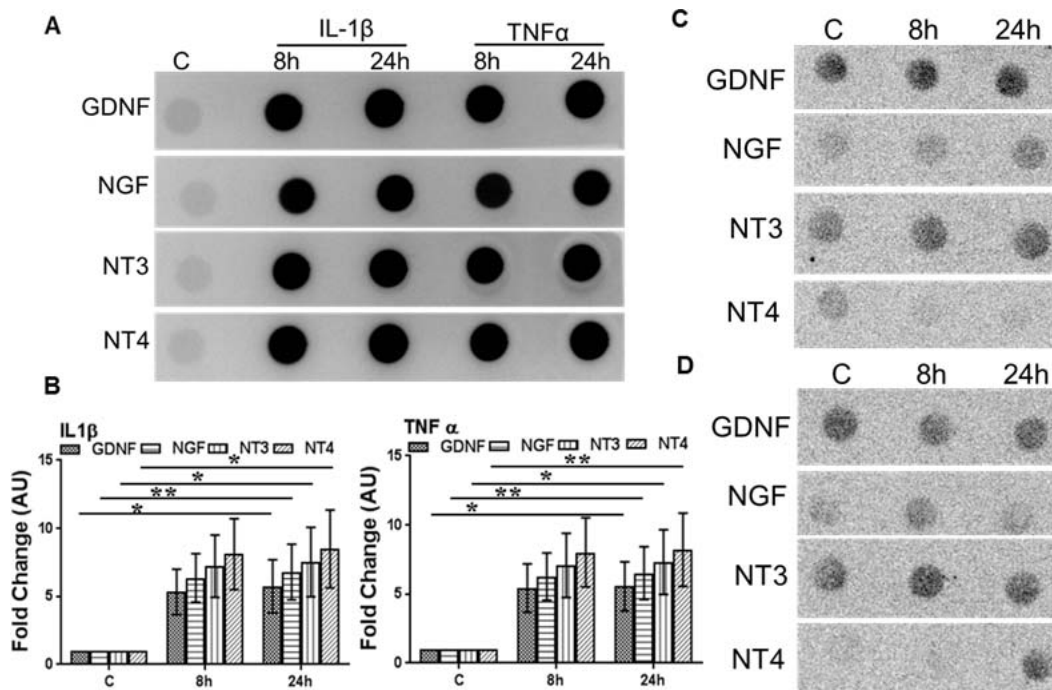 A
IL-1β TNFα
C 8h 24h 8h 24h
GDNF
NGF
NT3
NT4
B
IL1β
GDNF NGF NT3 NT4
Fold Change (AU)
15
10
5
0
* 
*
**
*
C 8h 24h
TNF α
GDNF NGF NT3 NT4
Fold Change (AU)
15
10
5
0
**
*
**
*
C 8h 24h
C
C 8h 24h
GDNF
NGF
NT3
NT4
D
C 8h 24h
GDNF
NGF
NT3
NT4